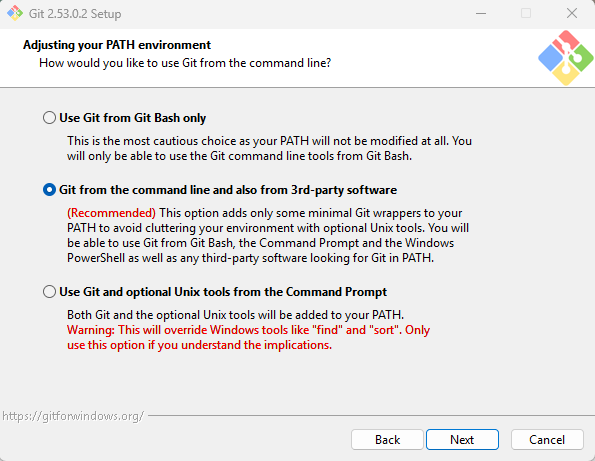 Git 2.53.0.2 Setup
Adjusting your PATH environment
How would you like to use Git from the command line?
Use Git from Git Bash only
This is the most cautious choice as your PATH will not be modified at all. You
will only be able to use the Git command line tools from Git Bash.
Git from the command line and also from 3rd-party software
(Recommended) This option adds only some minimal Git wrappers to your
PATH to avoid cluttering your environment with optional Unix tools. You will
be able to use Git from Git Bash, the Command Prompt and the Windows
PowerShell as well as any third-party software looking for Git in PATH.
Use Git and optional Unix tools from the Command Prompt
Both Git and the optional Unix tools will be added to your PATH.
Warning: This will override Windows tools like "find" and "sort". Only
use this option if you understand the implications.
https://gitforwindows.org/
Back
Next
Cancel